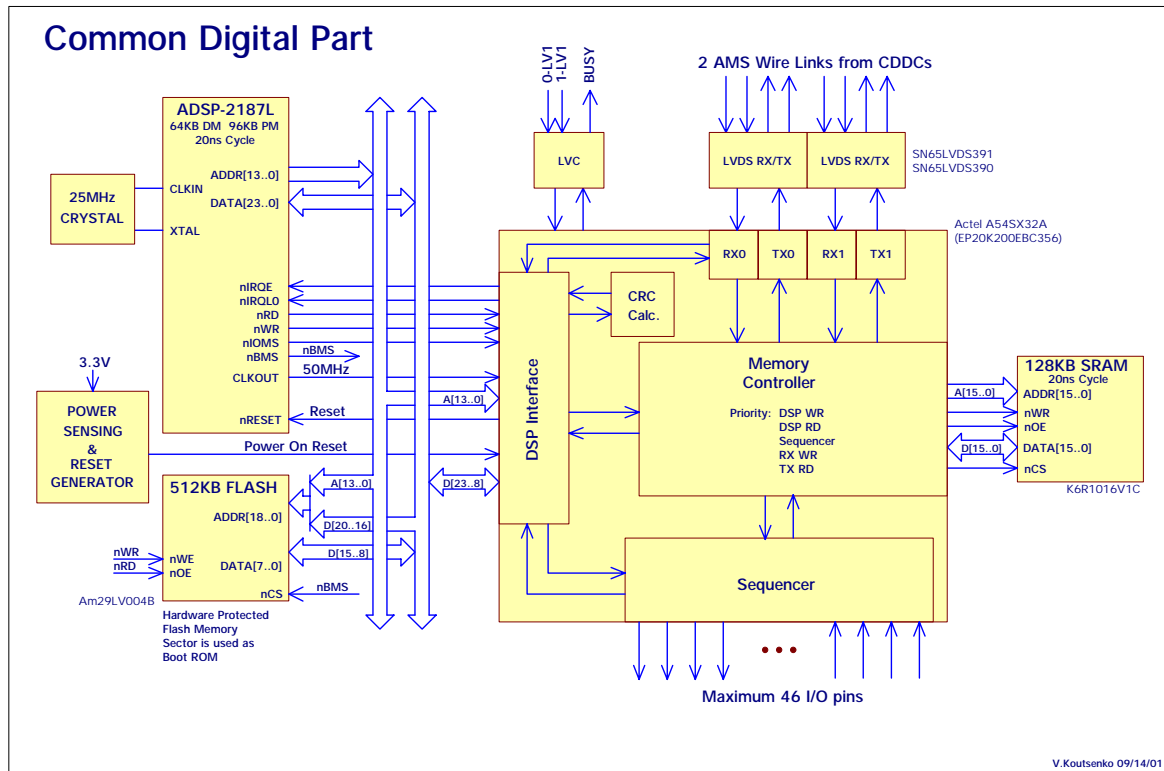 Common Digital Part
ADSP-2187L
64KB DM 96KB PM
20ns Cycle
ADDR[13..0]
CLKIN
DATA[23..0]
XTAL
25MHz
CRYSTAL
nIRQE
nIRQL0
nRD
nWR
nIOMS
nBMS
nBMS
CLKOUT
50MHz
nRESET
Reset
3.3V
POWER
SENSING
&
RESET
GENERATOR
Power On Reset
512KB FLASH
ADDR[18..0]
DATA[7..0]
nWR
nRD
nWE
nOE
nCS
nBMS
Am29LV004B
Hardware Protected
Flash Memory
Sector is used as
Boot ROM
A[13..0]
A[13..0]
D[23..8]
D[20..16]
D[15..8]
0-LV1
1-LV1
BUSY
LVC
2 AMS Wire Links from CDDCs
LVDS RX/TX
LVDS RX/TX
SN65LVDS391
SN65LVDS390
Actel A54SX32A
(EP20K200EBC356)
RX0
TX0
RX1
TX1
DSP Interface
CRC
Calc.
Memory
Controller
Priority: DSP WR
DSP RD
Sequencer
RX WR
TX RD
Sequencer
128KB SRAM
20ns Cycle
A[15..0]
ADDR[15..0]
nWR
nOE
D[15..0]
DATA[15..0]
nCS
K6R1016V1C
Maximum 46 I/O pins
V.Koutsenko 09/14/01